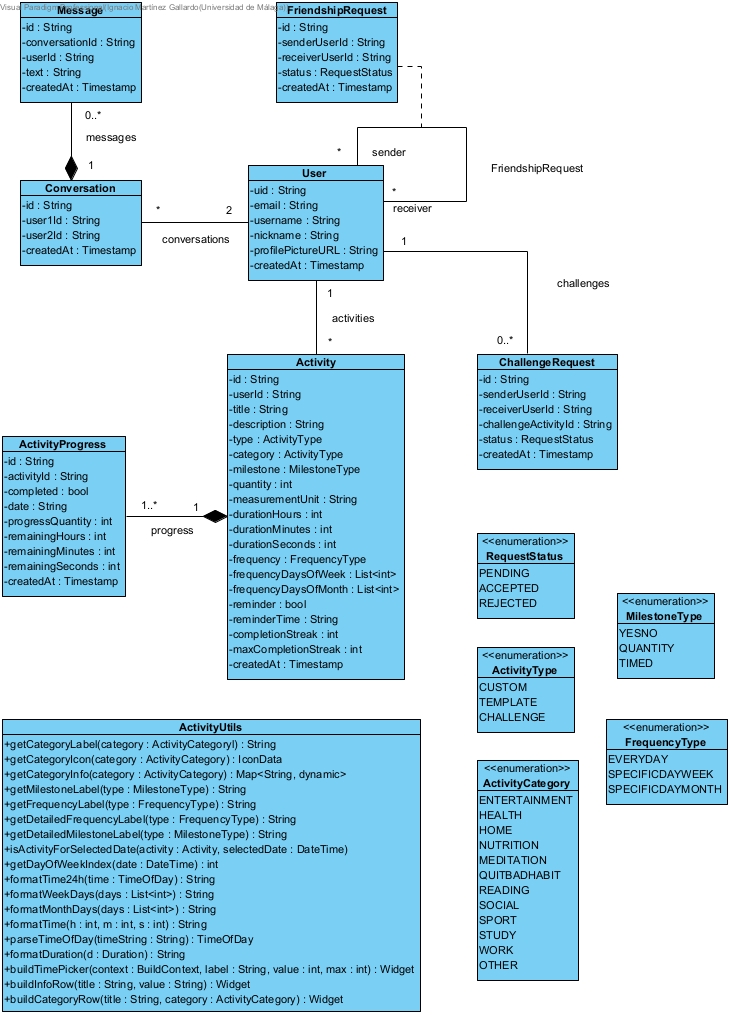 Visual Paradigm
Ignacio Martínez Gallardo(Universidad de Málaga)
Message
-id : String
-conversationId : String
-userId : String
-text : String
-createdAt : Timestamp
FriendshipRequest
-id : String
-senderUserId : String
-receiverUserId : String
-status : RequestStatus
-createdAt : Timestamp
0..*
messages
1
*
sender
FriendshipRequest
*
receiver
Conversation
-id : String
-user1Id : String
-user2Id : String
-createdAt : Timestamp
*
2
conversations
User
-uid : String
-email : String
-username : String
-nickname : String
-profilePictureURL : String
-createdAt : Timestamp
1
challenges
0..*
1
activities
*
Activity
-id : String
-userId : String
-title : String
-description : String
-type : ActivityType
-category : ActivityType
-milestone : MilestoneType
-quantity : int
-measurementUnit : String
-durationHours : int
-durationMinutes : int
-durationSeconds : int
-frequency : FrequencyType
-frequencyDaysOfWeek : List<int>
-frequencyDaysOfMonth : List<int>
-reminder : bool
-reminderTime : String
-completionStreak : int
-maxCompletionStreak : int
-createdAt : Timestamp
ChallengeRequest
-id : String
-senderUserId : String
-receiverUserId : String
-challengeActivityId : String
-status : RequestStatus
-createdAt : Timestamp
ActivityProgress
-id : String
-activityId : String
-completed : bool
-date : String
-progressQuantity : int
-remainingHours : int
-remainingMinutes : int
-remainingSeconds : int
-createdAt : Timestamp
1..*
1
progress
<<enumeration>>
RequestStatus
PENDING
ACCEPTED
REJECTED
<<enumeration>>
MilestoneType
YESNO
QUANTITY
TIMED
<<enumeration>>
ActivityType
CUSTOM
TEMPLATE
CHALLENGE
<<enumeration>>
FrequencyType
EVERYDAY
SPECIFICDAYWEEK
SPECIFICDAYMONTH
<<enumeration>>
ActivityCategory
ENTERTAINMENT
HEALTH
HOME
NUTRITION
MEDITATION
QUITBADHABIT
READING
SOCIAL
SPORT
STUDY
WORK
OTHER
ActivityUtils
+getCategoryLabel(category : ActivityCategoryl) : String
+getCategoryIcon(category : ActivityCategory) : IconData
+getCategoryInfo(category : ActivityCategory) : Map<String, dynamic>
+getMilestoneLabel(type : MilestoneType) : String
+getFrequencyLabel(type : FrequencyType) : String
+getDetailedFrequencyLabel(type : FrequencyType) : String
+getDetailedMilestoneLabel(type : MilestoneType) : String
+isActivityForSelectedDate(activity : Activity, selectedDate : DateTime)
+getDayOfWeekIndex(date : DateTime) : int
+formatTime24h(time : TimeOfDay) : String
+formatWeekDays(days : List<int>) : String
+formatMonthDays(days : List<int>) : String
+formatTime(h : int, m : int, s : int) : String
+parseTimeOfDay(timeString : String) : TimeOfDay
+formatDuration(d : Duration) : String
+buildTimePicker(context : BuildContext, label : String, value : int, max : int) : Widget
+buildInfoRow(title : String, value : String) : Widget
+buildCategoryRow(title : String, category : ActivityCategory) : Widget